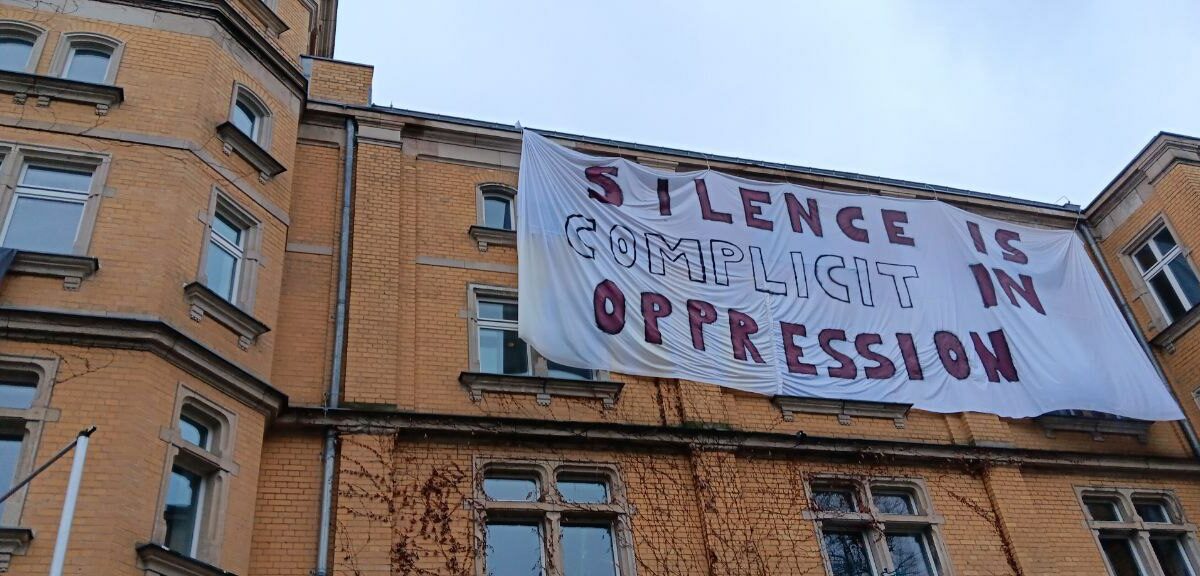 SILENCE IS
COMPLICIT IN
OPPRESSION